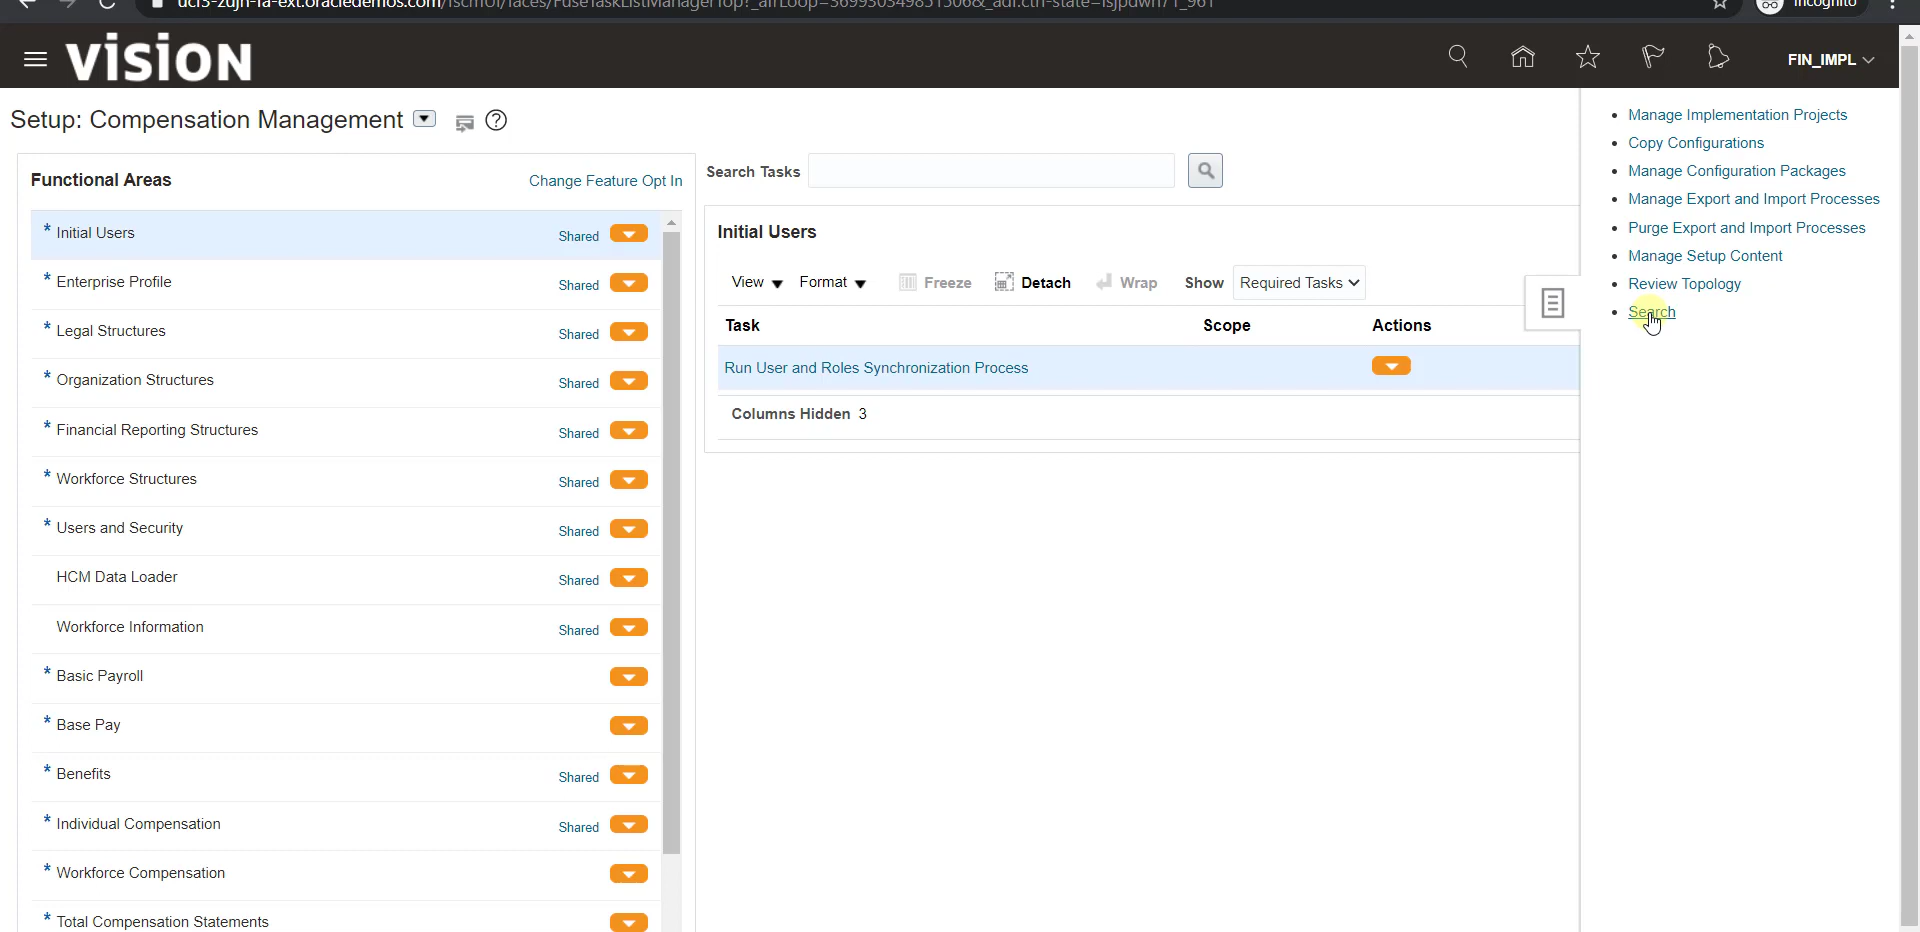 Incognito
vision
FIN_IMPL
Setup: Compensation Management
Functional Areas
Change Feature Opt In
* Initial Users Shared
* Enterprise Profile Shared
* Legal Structures Shared
* Organization Structures Shared
* Financial Reporting Structures Shared
* Workforce Structures Shared
* Users and Security Shared
HCM Data Loader Shared
Workforce Information Shared
* Basic Payroll
* Base Pay
* Benefits Shared
* Individual Compensation Shared
* Workforce Compensation
* Total Compensation Statements
Search Tasks
Initial Users
View Format Freeze Detach Wrap Show Required Tasks
Task Scope Actions
Run User and Roles Synchronization Process
Columns Hidden 3
Manage Implementation Projects
Copy Configurations
Manage Configuration Packages
Manage Export and Import Processes
Purge Export and Import Processes
Manage Setup Content
Review Topology
Search